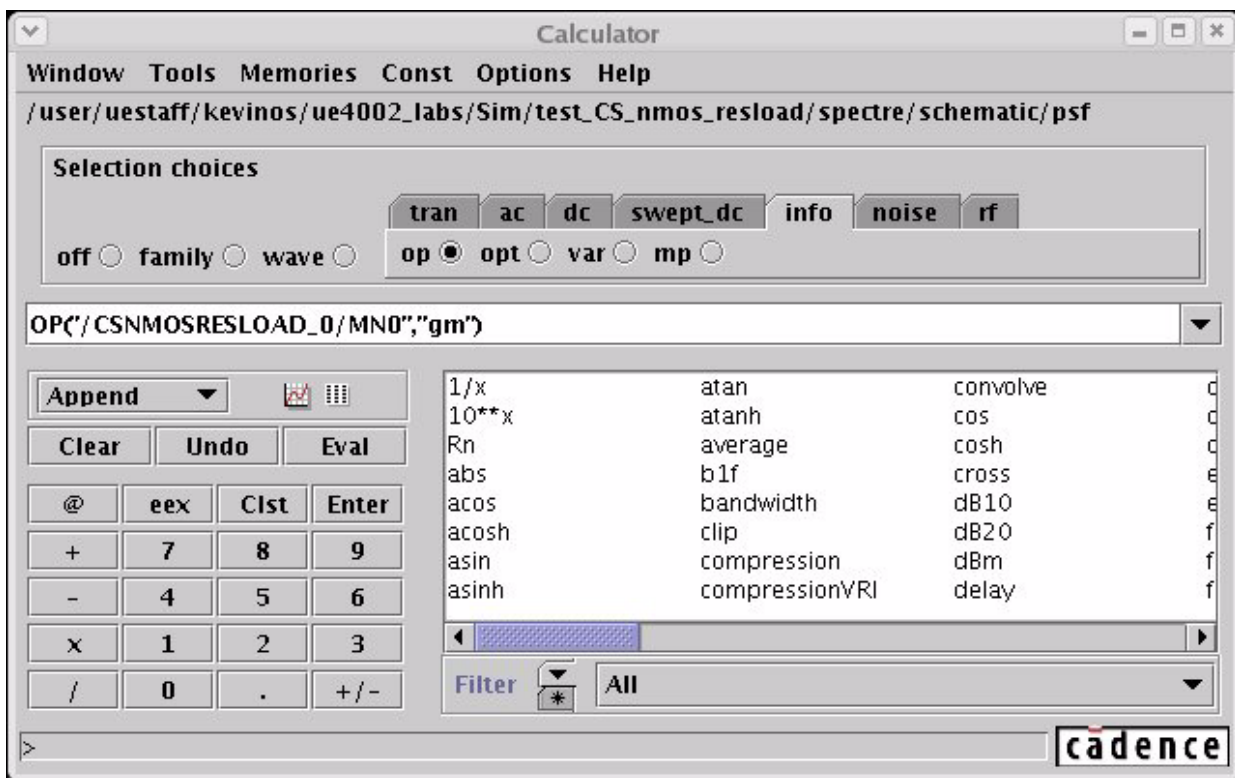 Calculator
Window Tools Memories Const Options Help
/user/uestaff/kevinos/ue4002_labs/Sim/test_CS_nmos_resload/spectre/schematic/psf
Selection choices
tran ac dc swept_dc info noise rf
off family wave op opt var mp
OP("/CSNMOSRESLOAD_0/MN0","gm")
Append
Clear Undo Eval
@ eex Clst Enter
+ 7 8 9
- 4 5 6
x 1 2 3
/ 0 . +/-
1/x atan convolve
10**x atanh cos
Rn average cosh
abs b1f cross
acos bandwidth dB10
acosh clip dB20
asin compression dBm
asinh compressionVRI delay
Filter * All
>
cādence